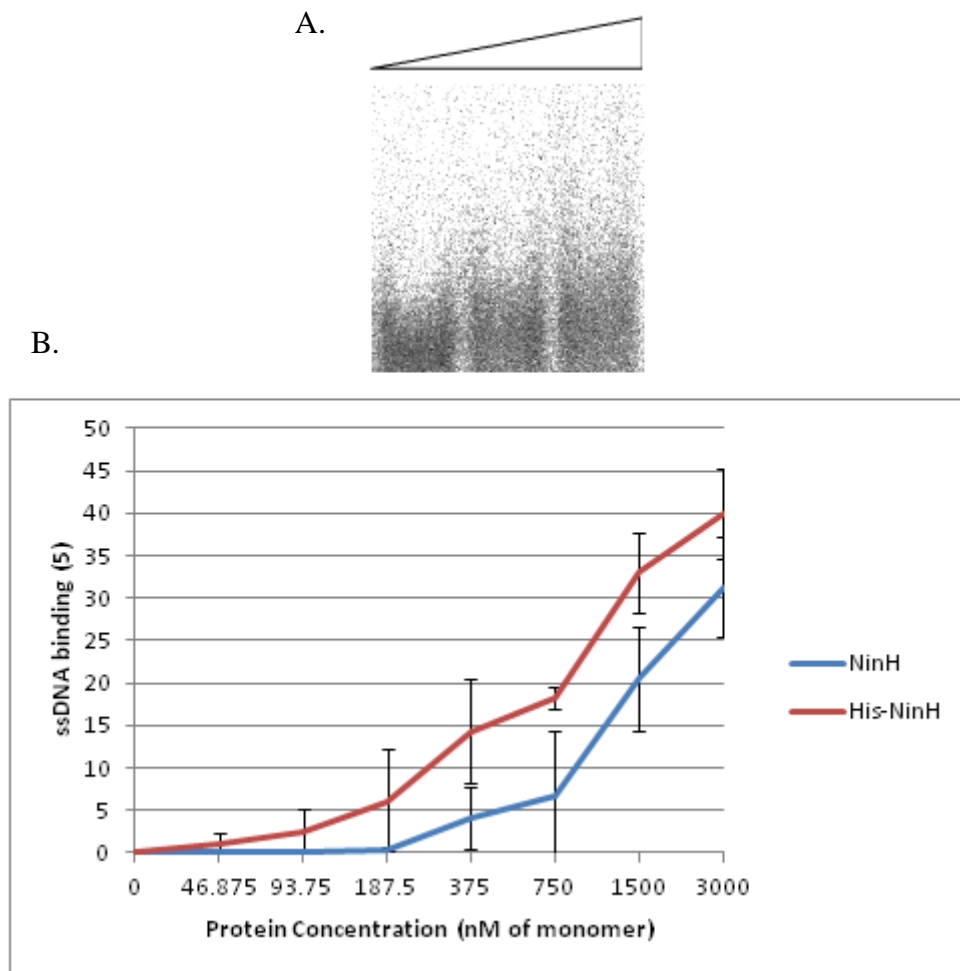 A.
B.
50
45
40
35
30
25
20
15
10
5
0
ssDNA binding (5)
0 46.875 93.75 187.5 375 750 1500 3000
Protein Concentration (nM of monomer)
NinH
His-NinH